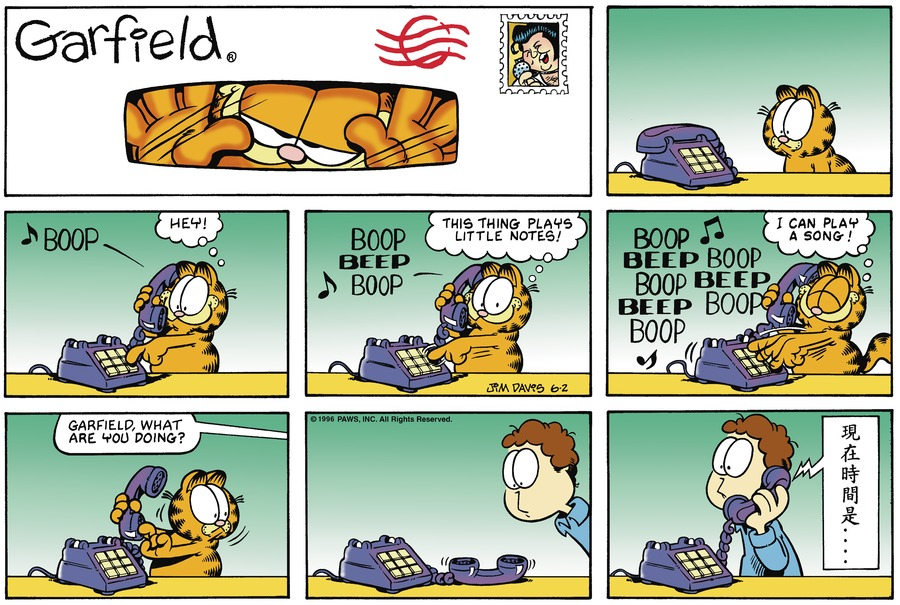 Garfield®
♪ BOOP
HEY!
BOOP
BEEP
♪ BOOP
THIS THING PLAYS
LITTLE NOTES!
JIM DAVIS 6-2
BOOP ♫
BEEP BOOP
BOOP BEEP
BEEP BOOP
BOOP
♪
I CAN PLAY
A SONG!
GARFIELD, WHAT
ARE YOU DOING?
© 1996 PAWS, INC. All Rights Reserved.
現在時間是....